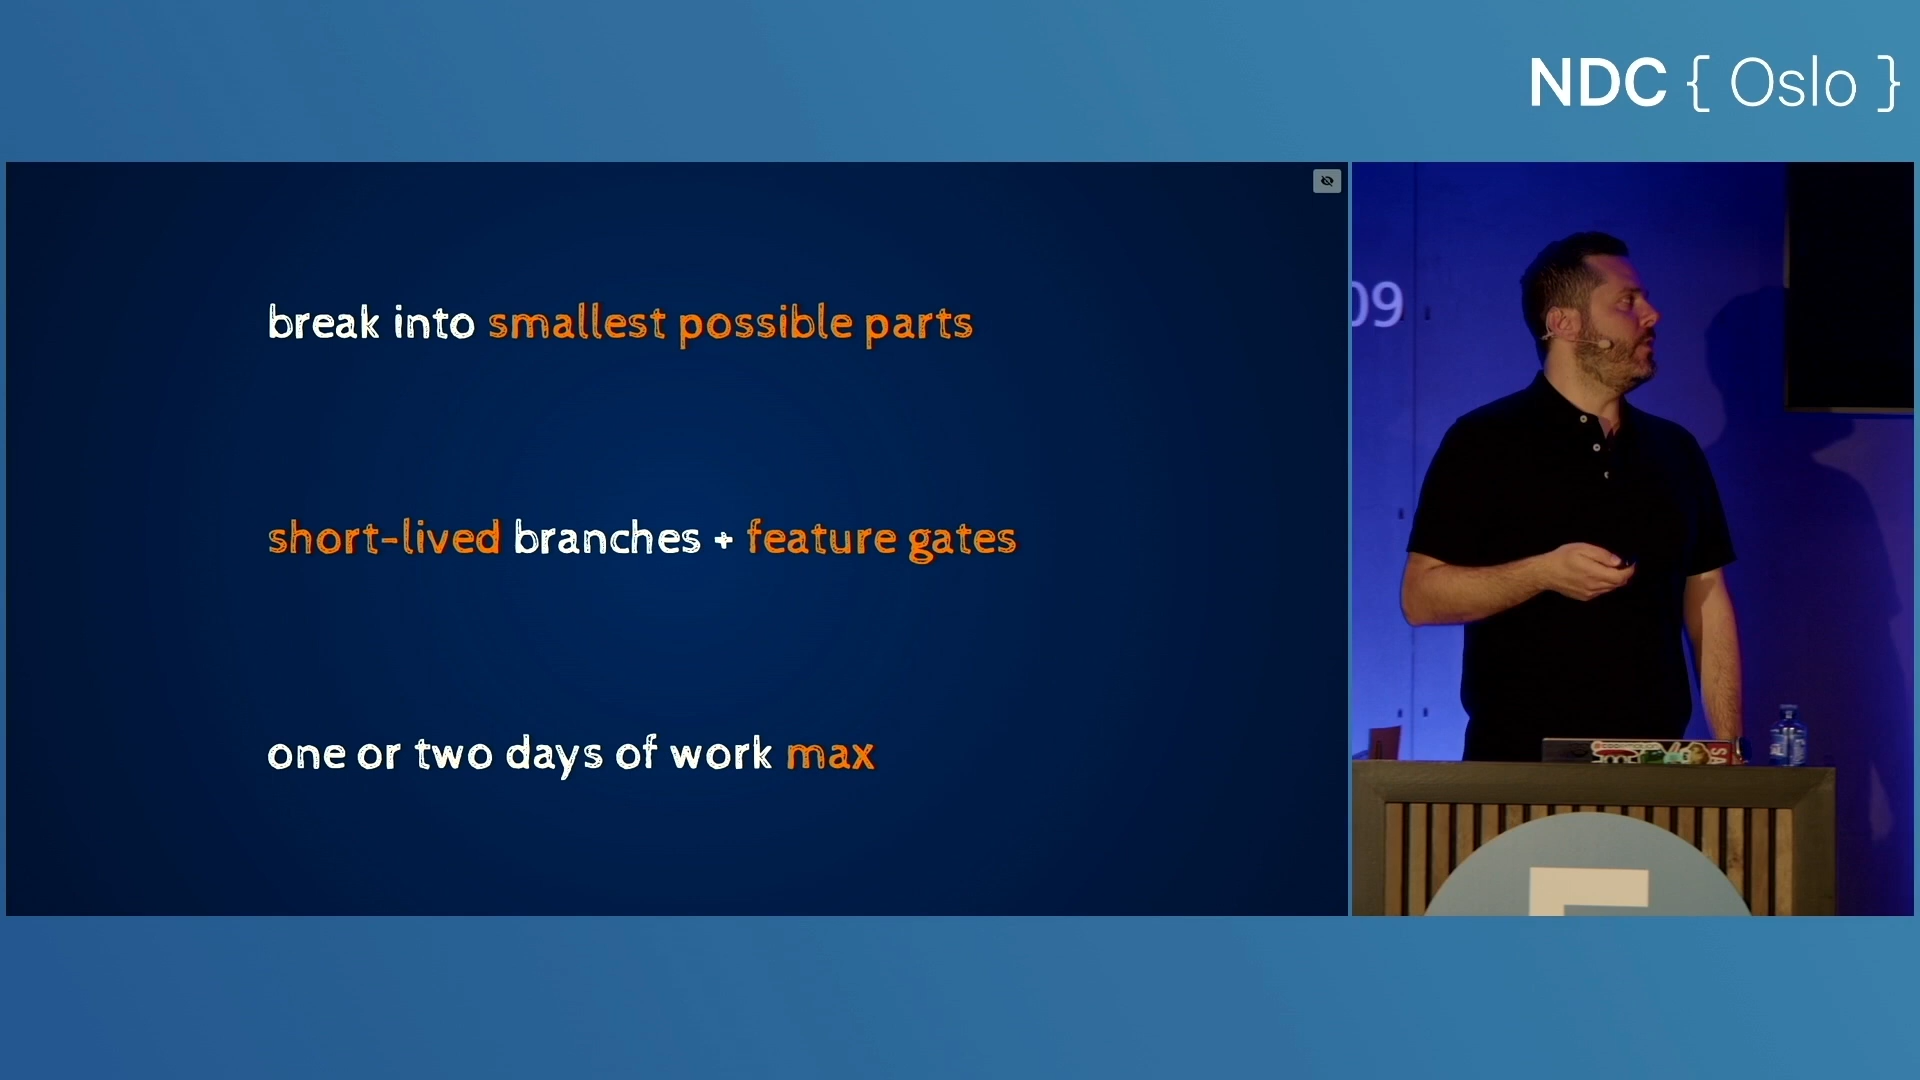 NDC { Oslo }
break into smallest possible parts
short-lived branches + feature gates
one or two days of work max
09